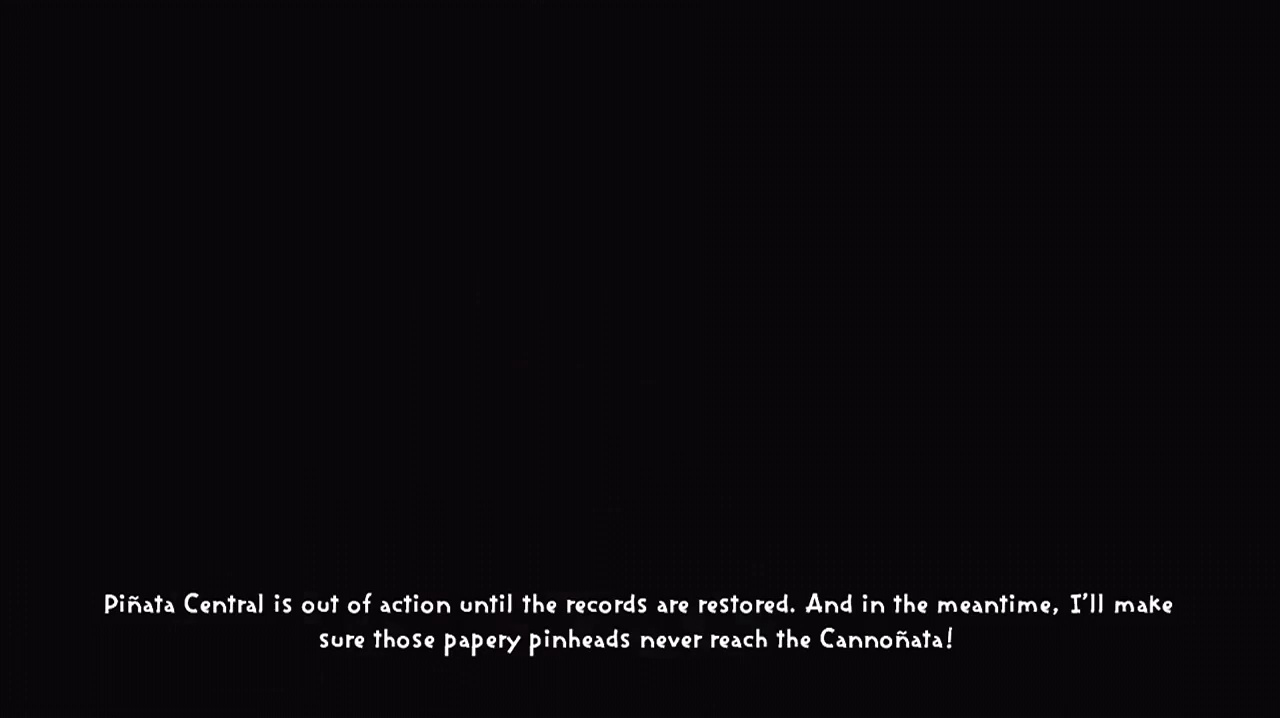 Piñata Central is out of action until the records are restored. And in the meantime, I'll make
sure those papery pinheads never reach the Cannoñata!